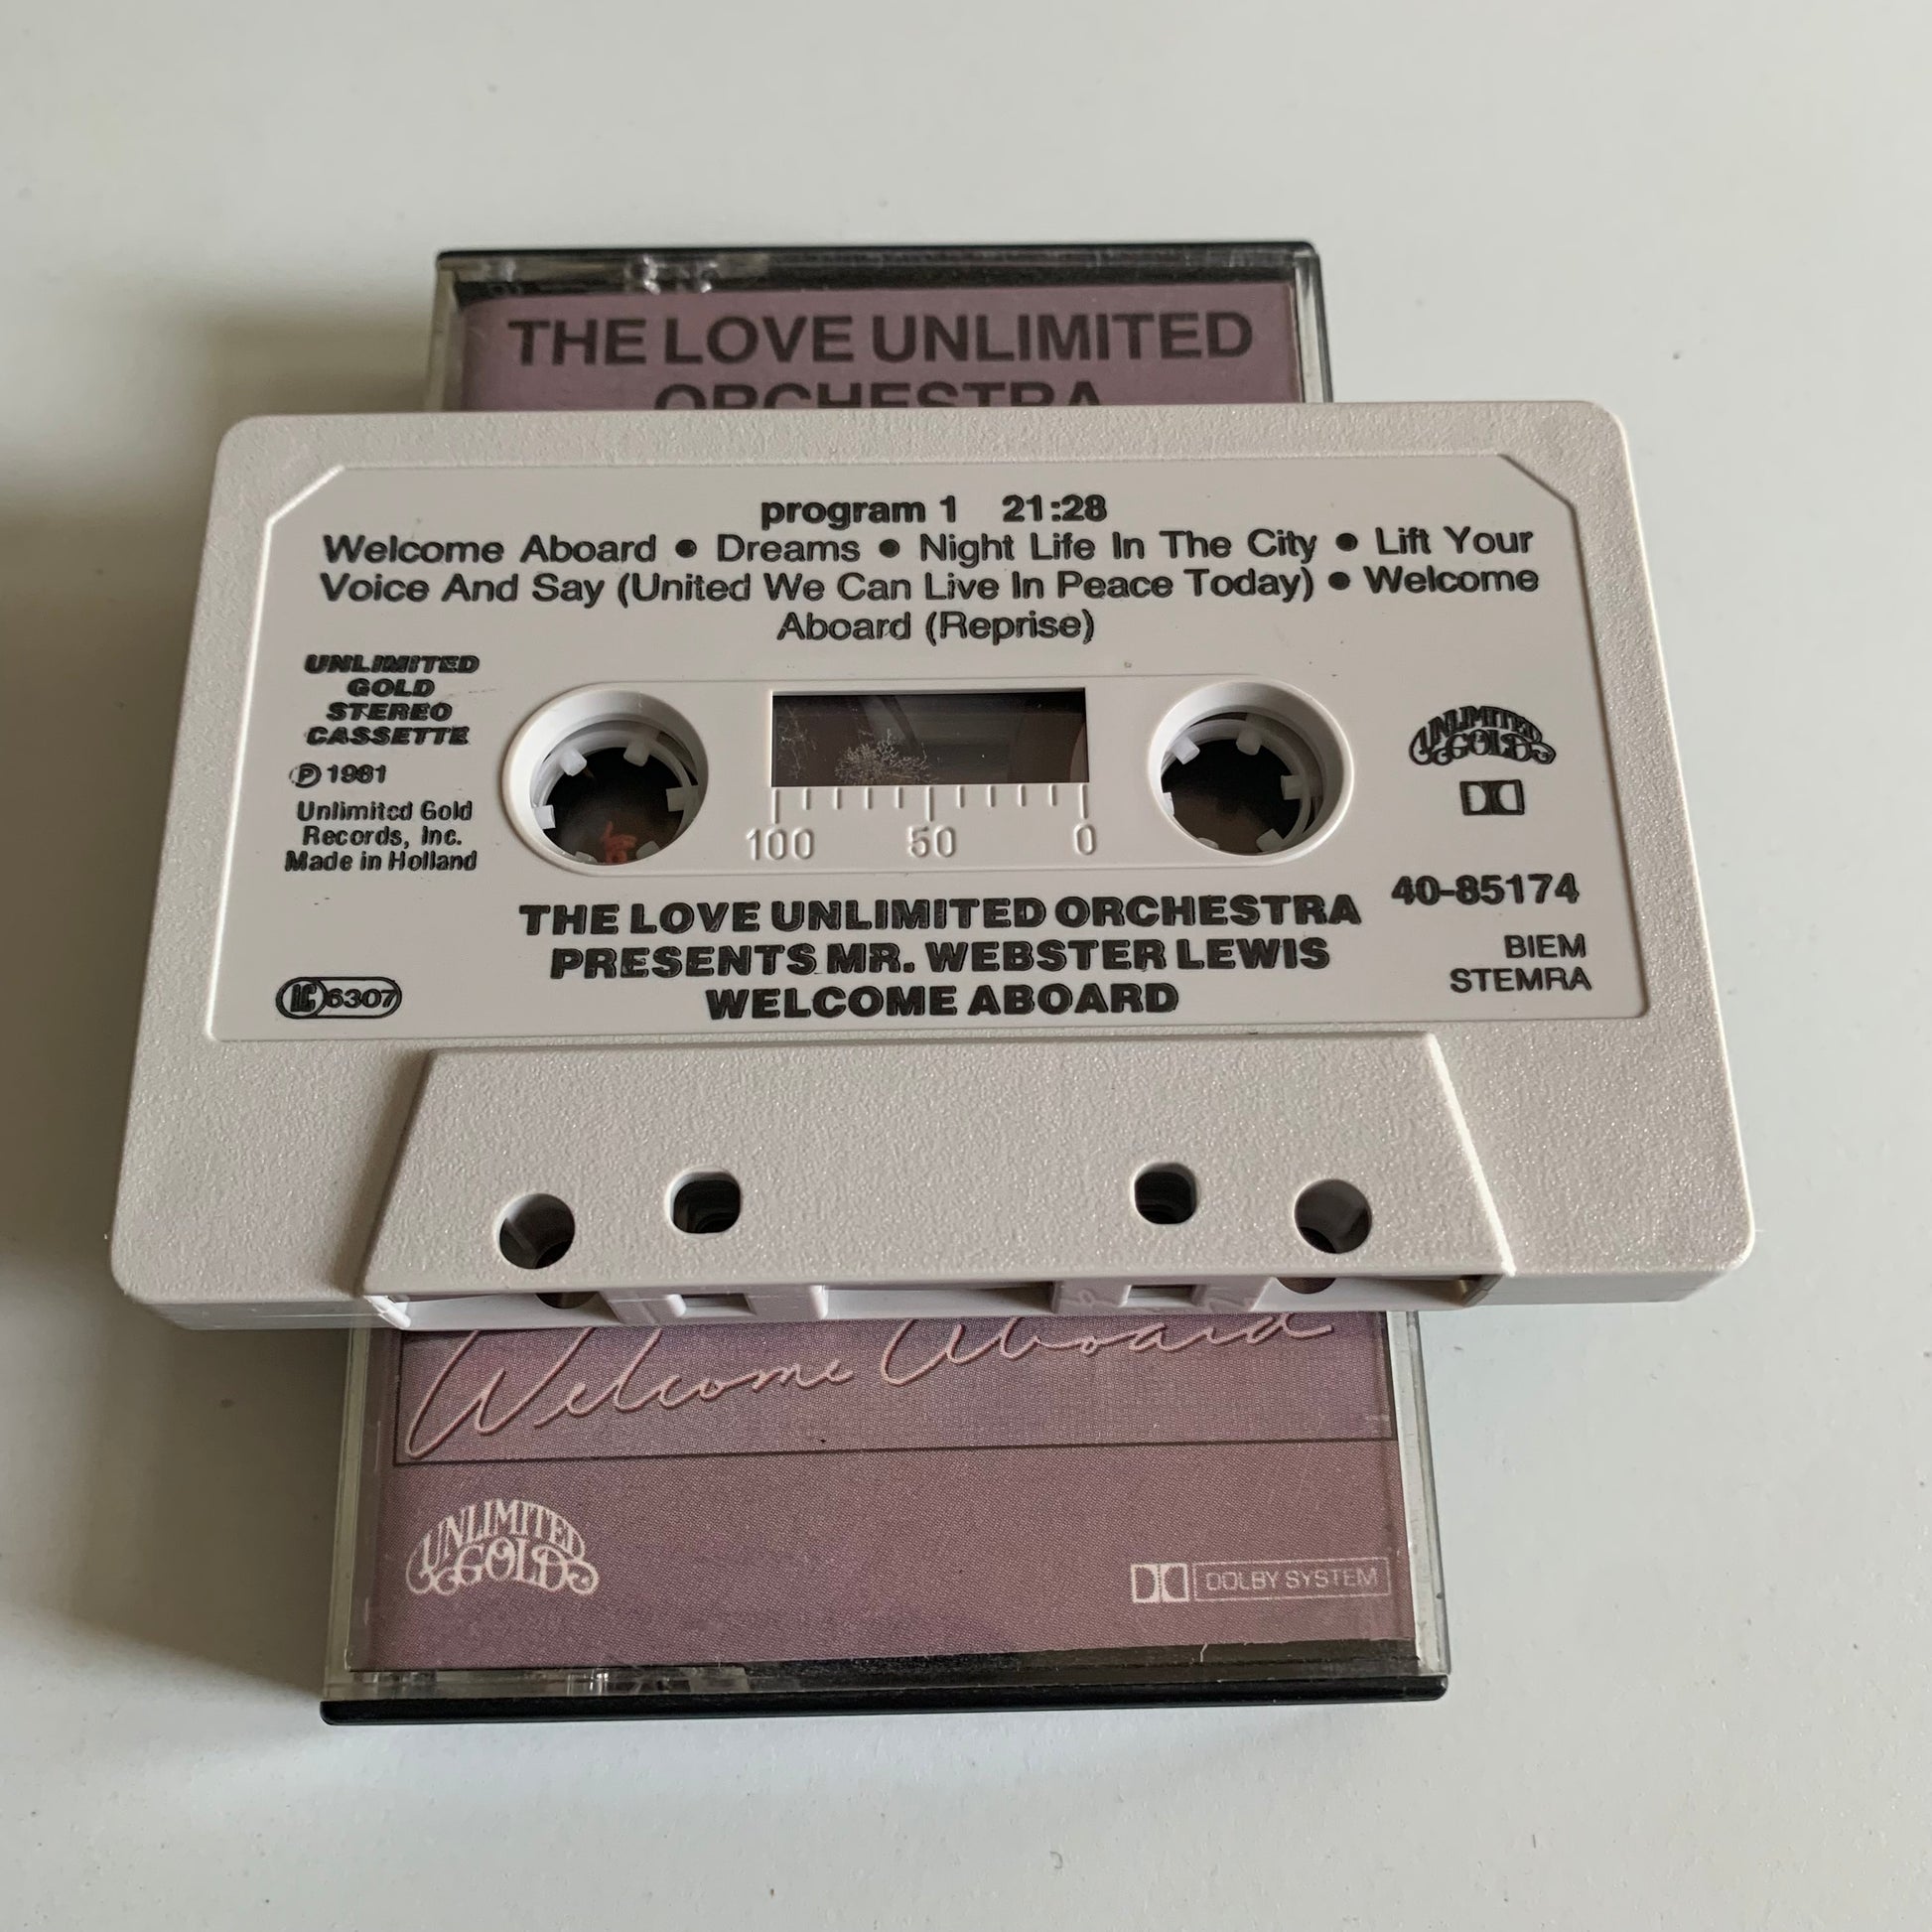 THE LOVE UNLIMITED
ORCHESTRA
program 1 21:28
Welcome Aboard • Dreams • Night Life In The City • Lift Your
Voice And Say (United We Can Live In Peace Today) • Welcome
Aboard (Reprise)
UNLIMITED
GOLD
STEREO
CASSETTE
℗ 1981
Unlimited Gold
Records, Inc.
Made in Holland
100 50 0
UNLIMITED
GOLD
40-85174
BIEM
STEMRA
THE LOVE UNLIMITED ORCHESTRA
PRESENTS MR. WEBSTER LEWIS
WELCOME ABOARD
LC 6307
Welcome Aboard
UNLIMITED
GOLD
DOLBY SYSTEM